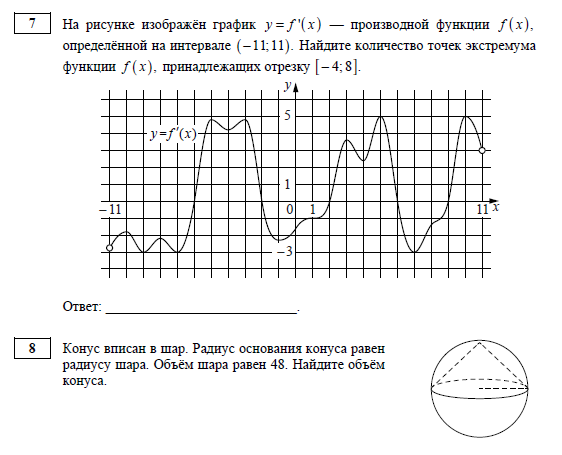 7 На рисунке изображён график y = f '(x) — производной функции f(x),
определённой на интервале (−11; 11). Найдите количество точек экстремума
функции f(x), принадлежащих отрезку [−4; 8].
y
5
y=f′(x)
1
−11 0 1 11 x
−3
Ответ: ___________________________.
8 Конус вписан в шар. Радиус основания конуса равен
радиусу шара. Объём шара равен 48. Найдите объём
конуса.